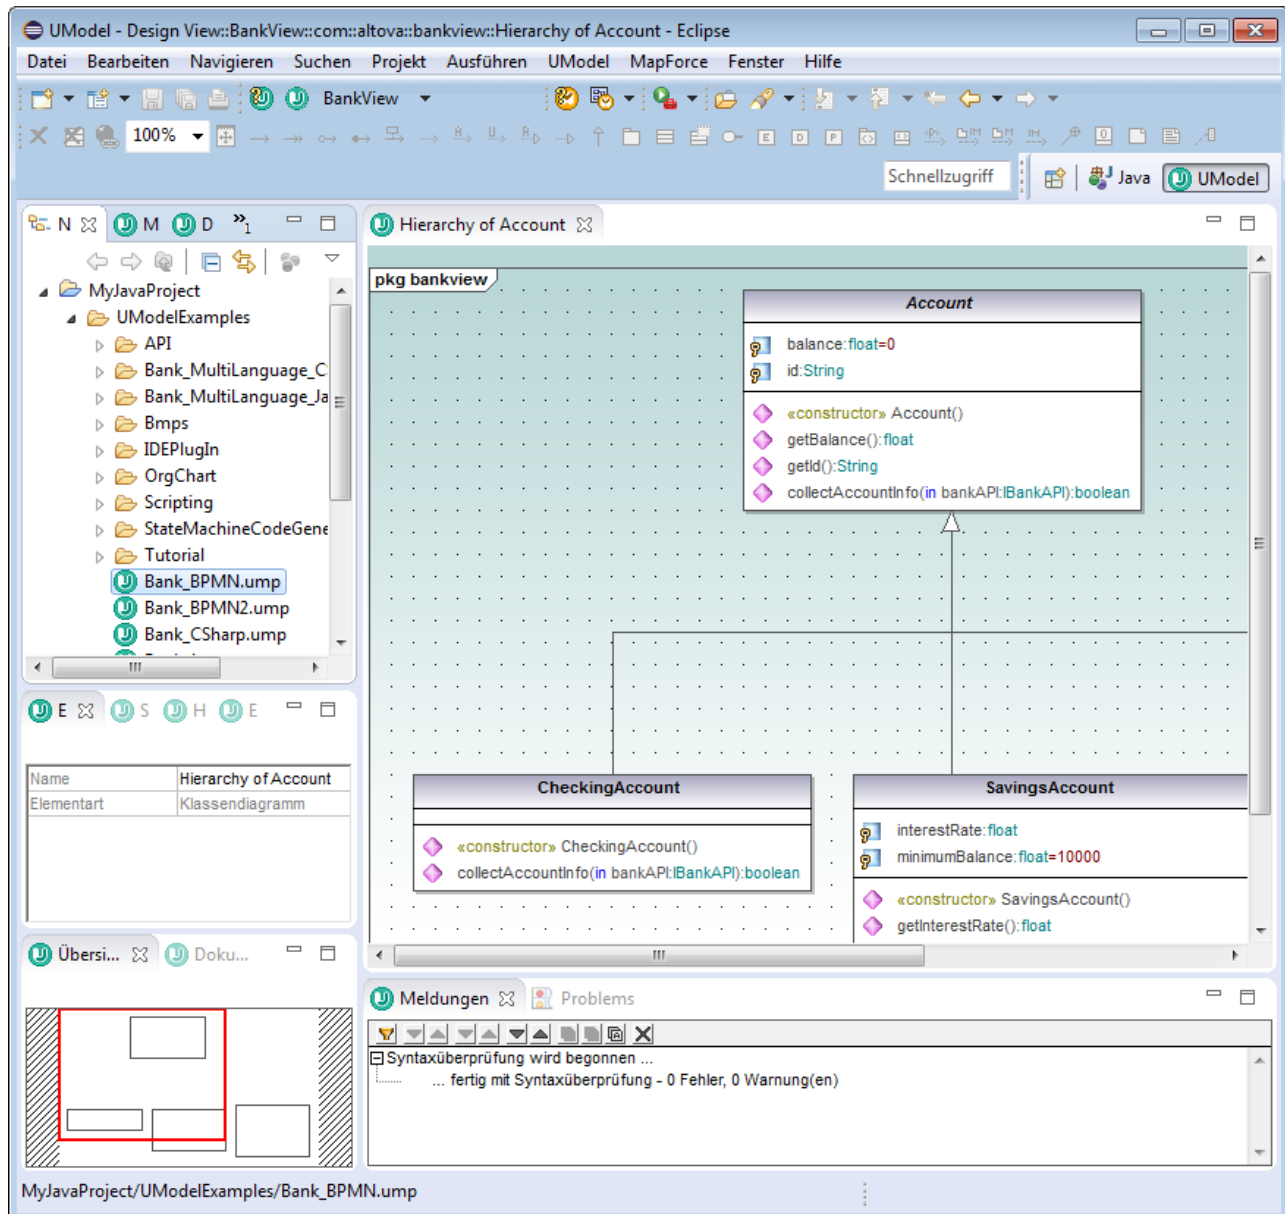 UModel - Design View::BankView::com::altova::bankview::Hierarchy of Account - Eclipse
Datei Bearbeiten Navigieren Suchen Projekt Ausführen UModel MapForce Fenster Hilfe
BankView
100%
Schnellzugriff Java UModel
N M D »1
MyJavaProject
UModelExamples
API
Bank_MultiLanguage_C
Bank_MultiLanguage_Ja
Bmps
IDEPlugIn
OrgChart
Scripting
StateMachineCodeGene
Tutorial
Bank_BPMN.ump
Bank_BPMN2.ump
Bank_CSharp.ump
E S H E
Name Hierarchy of Account
Elementart Klassendiagramm
Übersi... Doku...
Hierarchy of Account
pkg bankview
Account
balance:float=0
id:String
«constructor» Account()
getBalance():float
getId():String
collectAccountInfo(in bankAPI:IBankAPI):boolean
CheckingAccount
«constructor» CheckingAccount()
collectAccountInfo(in bankAPI:IBankAPI):boolean
SavingsAccount
interestRate:float
minimumBalance:float=10000
«constructor» SavingsAccount()
getInterestRate():float
Meldungen Problems
Syntaxüberprüfung wird begonnen ...
... fertig mit Syntaxüberprüfung - 0 Fehler, 0 Warnung(en)
MyJavaProject/UModelExamples/Bank_BPMN.ump